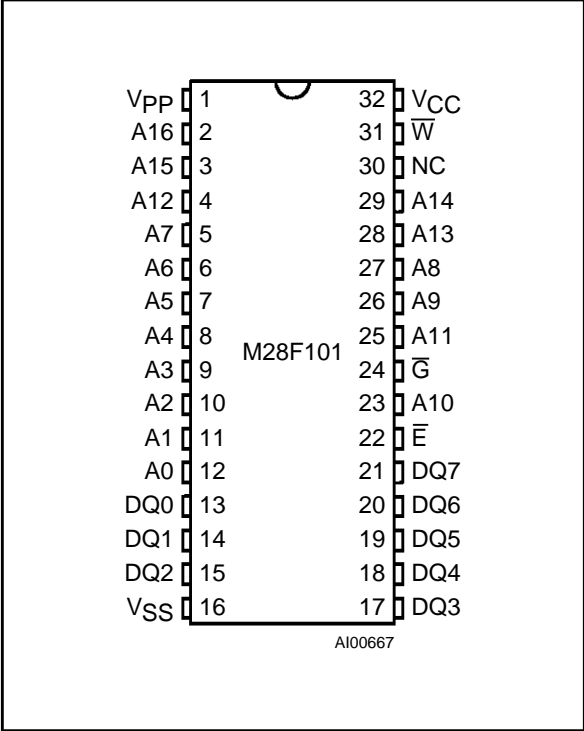 VPP 1 32 VCC
A16 2 31 W̅
A15 3 30 NC
A12 4 29 A14
A7 5 28 A13
A6 6 27 A8
A5 7 26 A9
A4 8 25 A11
M28F101
A3 9 24 G̅
A2 10 23 A10
A1 11 22 E̅
A0 12 21 DQ7
DQ0 13 20 DQ6
DQ1 14 19 DQ5
DQ2 15 18 DQ4
VSS 16 17 DQ3
AI00667